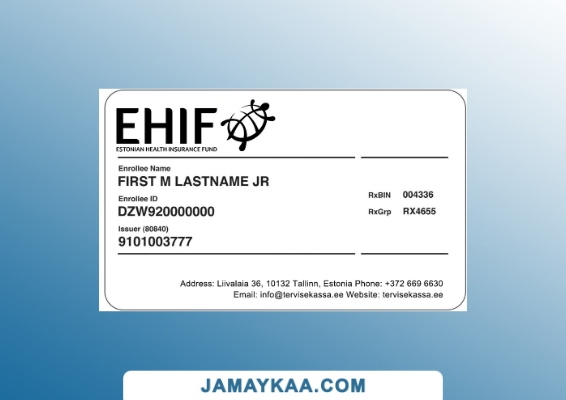 EHIF
ESTONIAN HEALTH INSURANCE FUND
Enrollee Name
FIRST M LASTNAME JR
Enrollee ID
DZW920000000
Issuer (80840)
9101003777
RxBIN 004336
RxGrp RX4655
Address: Liivalaia 36, 10132 Tallinn, Estonia Phone: +372 669 6630
Email: info@tervisekassa.ee Website: tervisekassa.ee
JAMAYKAA.COM